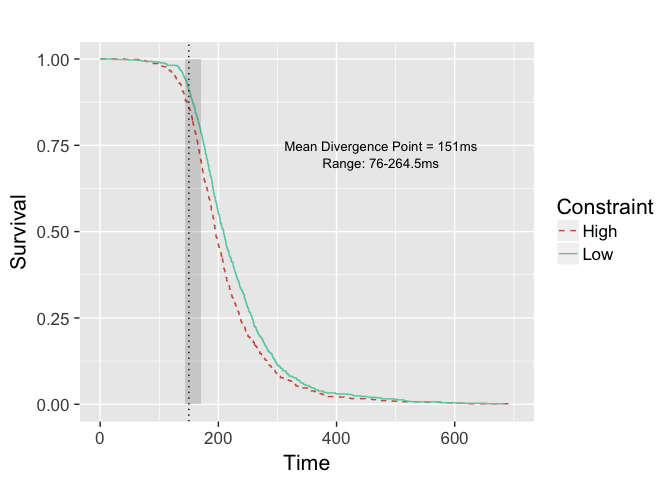 1.00
0.75
0.50
0.25
0.00
Survival
Mean Divergence Point = 151ms
Range: 76-264.5ms
0
200
400
600
Time
Constraint
High
Low